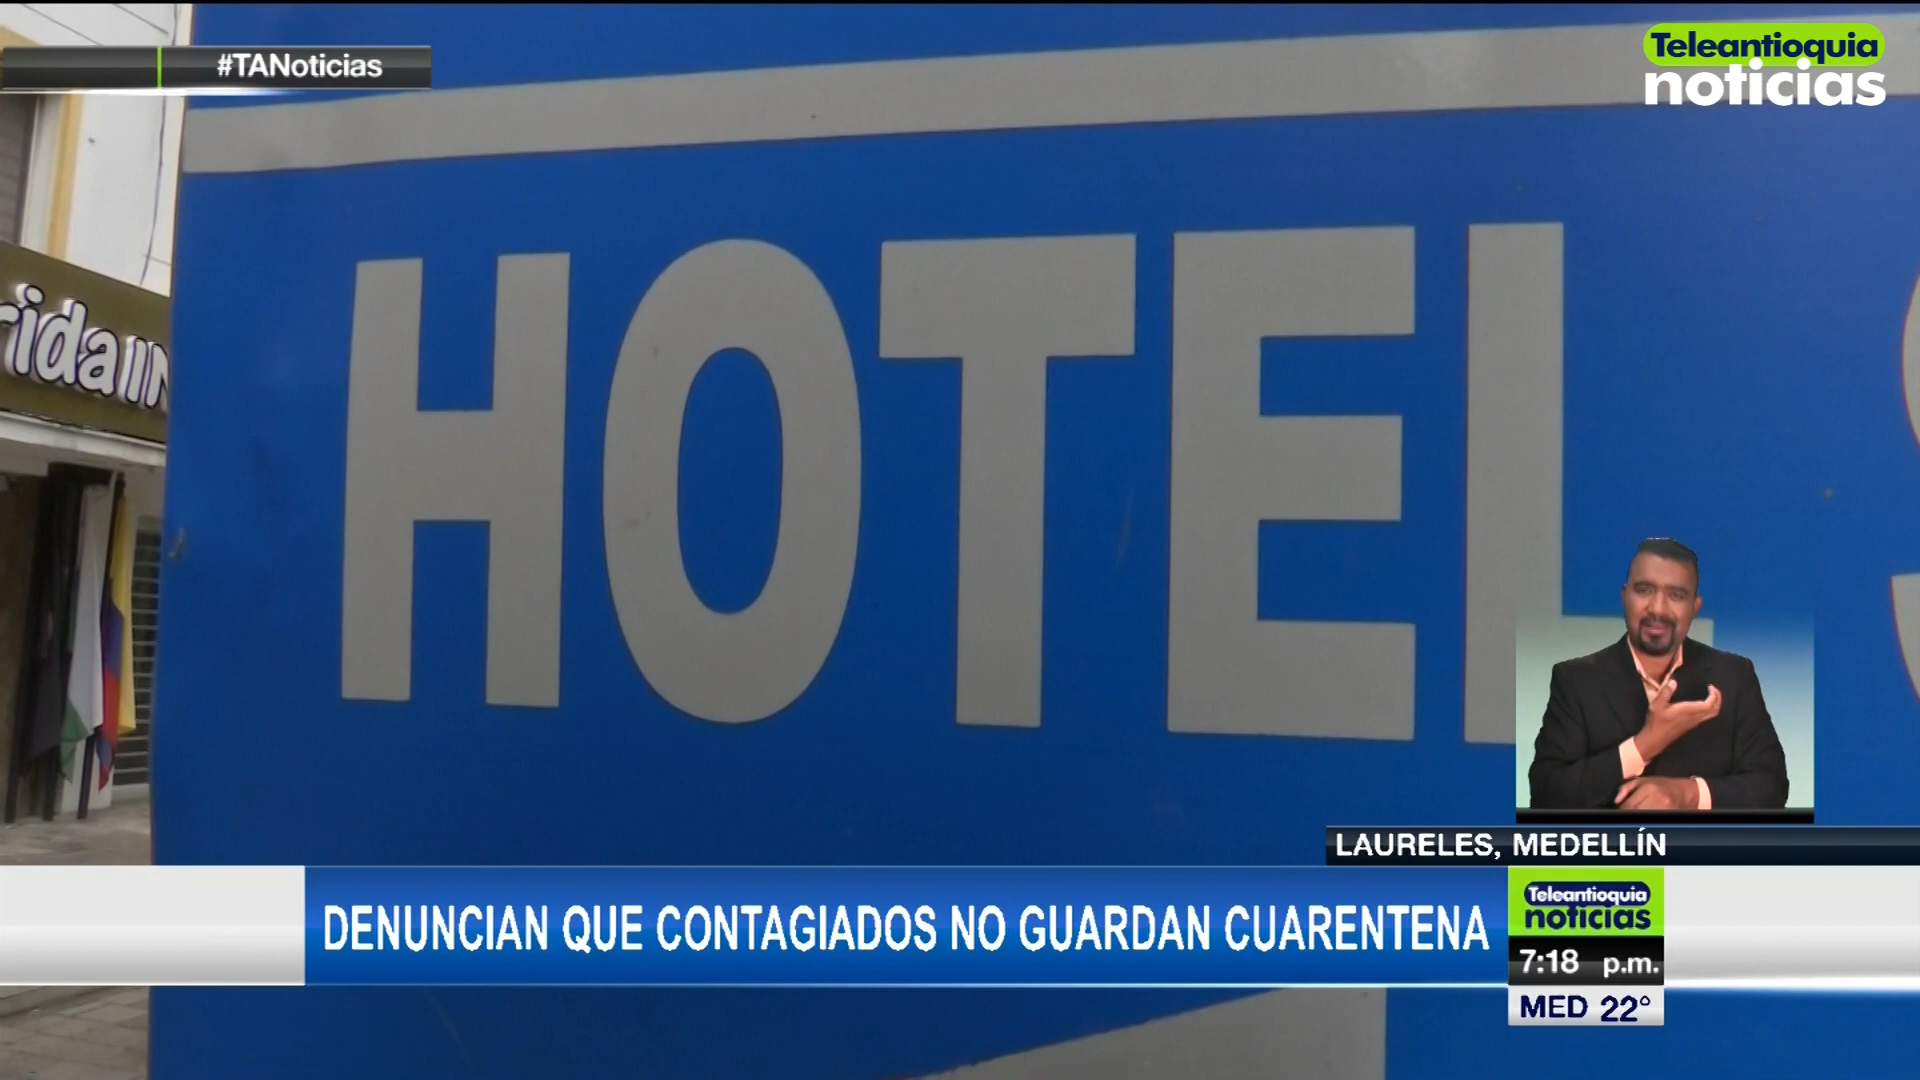 #TANoticias
Teleantioquia
noticias
HOTEL
LAURELES, MEDELLÍN
DENUNCIAN QUE CONTAGIADOS NO GUARDAN CUARENTENA
Teleantioquia
noticias
7:18 p.m.
MED 22°